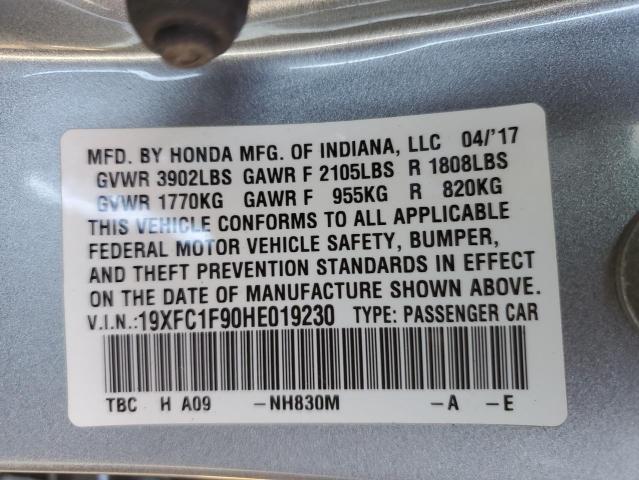 MFD. BY HONDA MFG. OF INDIANA, LLC 04/'17
GVWR 3902LBS GAWR F 2105LBS R 1808LBS
GVWR 1770KG GAWR F 955KG R 820KG
THIS VEHICLE CONFORMS TO ALL APPLICABLE
FEDERAL MOTOR VEHICLE SAFETY, BUMPER,
AND THEFT PREVENTION STANDARDS IN EFFECT
ON THE DATE OF MANUFACTURE SHOWN ABOVE.
V.I.N.:19XFC1F90HE019230 TYPE: PASSENGER CAR
TBC H A09 -NH830M -A -E